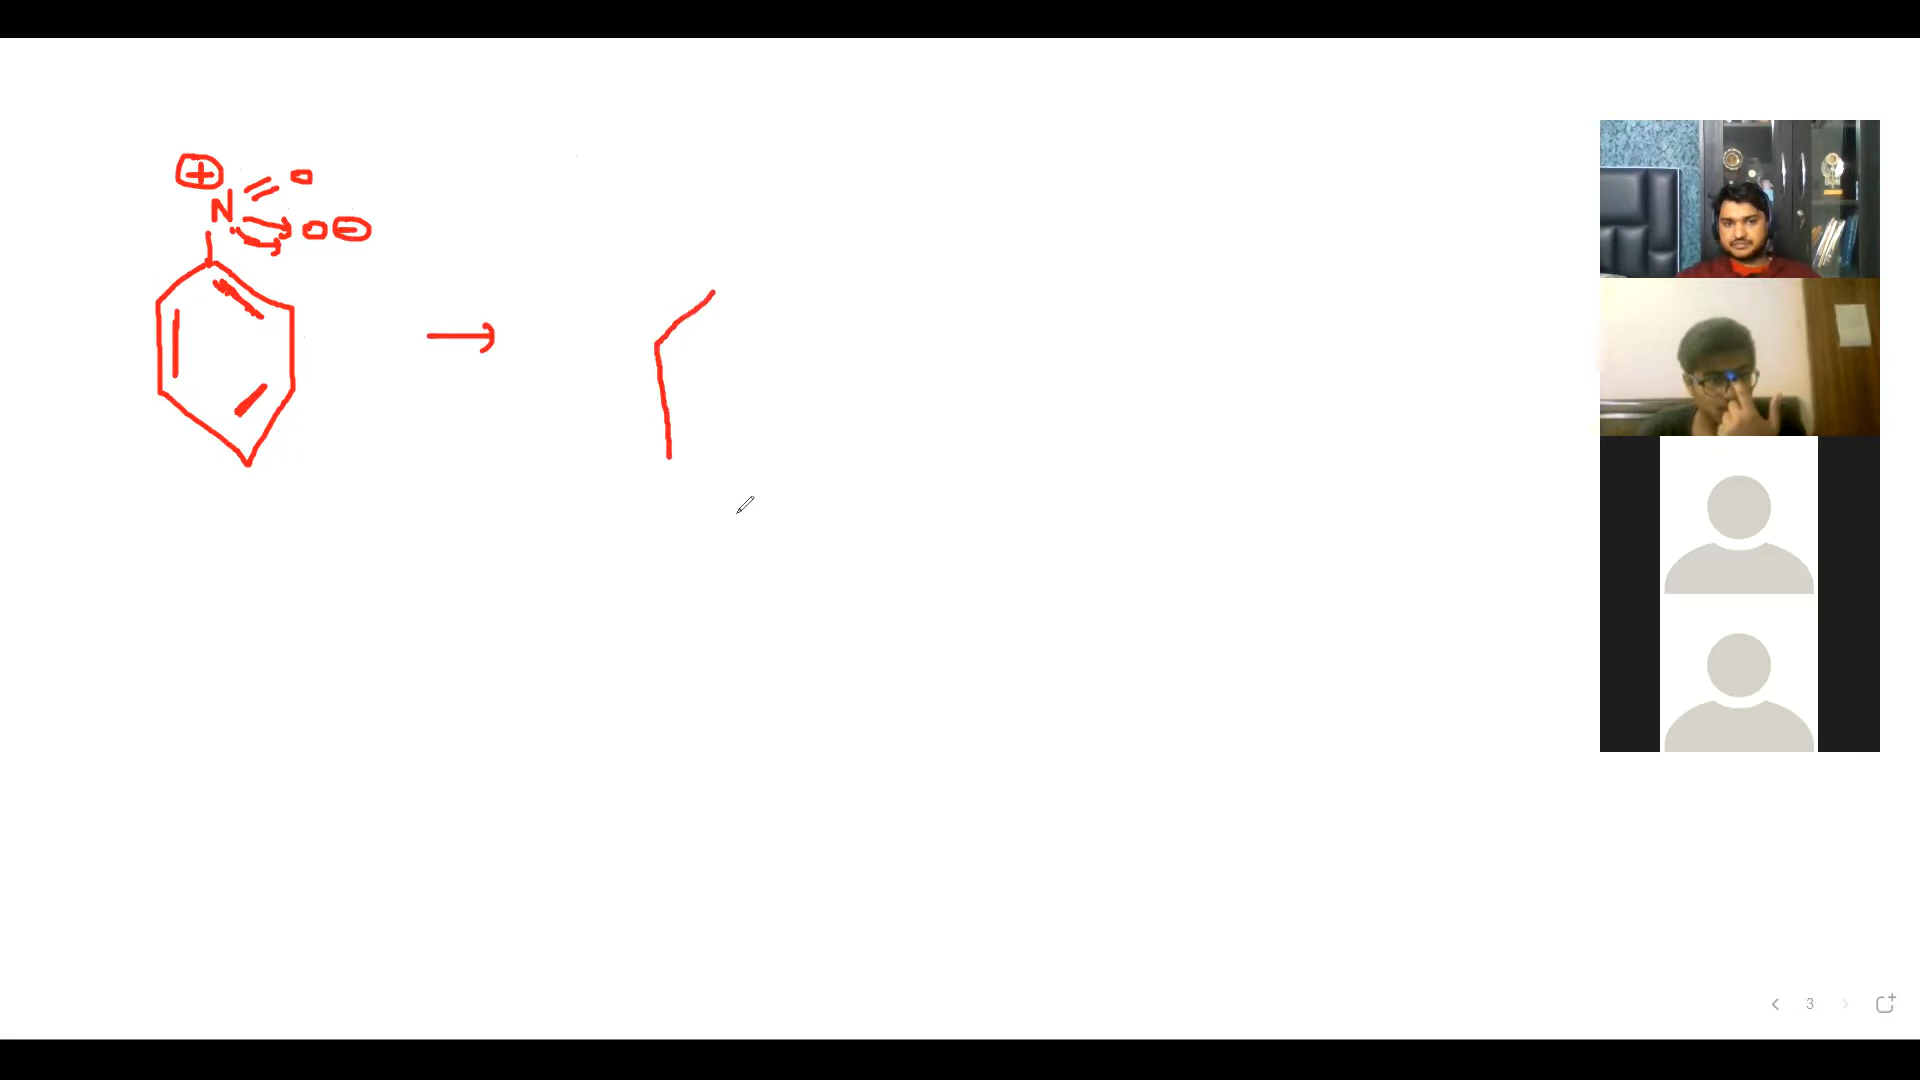 ⊕
N = O
→ O ⊖
→
3